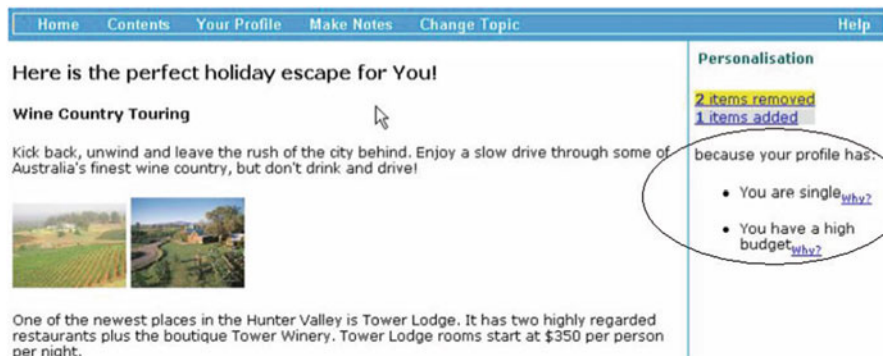 Home Contents Your Profile Make Notes Change Topic Help
Here is the perfect holiday escape for You!
Wine Country Touring
Kick back, unwind and leave the rush of the city behind. Enjoy a slow drive through some of
Australia's finest wine country, but don't drink and drive!
One of the newest places in the Hunter Valley is Tower Lodge. It has two highly regarded
restaurants plus the boutique Tower Winery. Tower Lodge rooms start at $350 per person
per night.
Personalisation
2 items removed
1 items added
because your profile has:
• You are single Why?
• You have a high
budget Why?